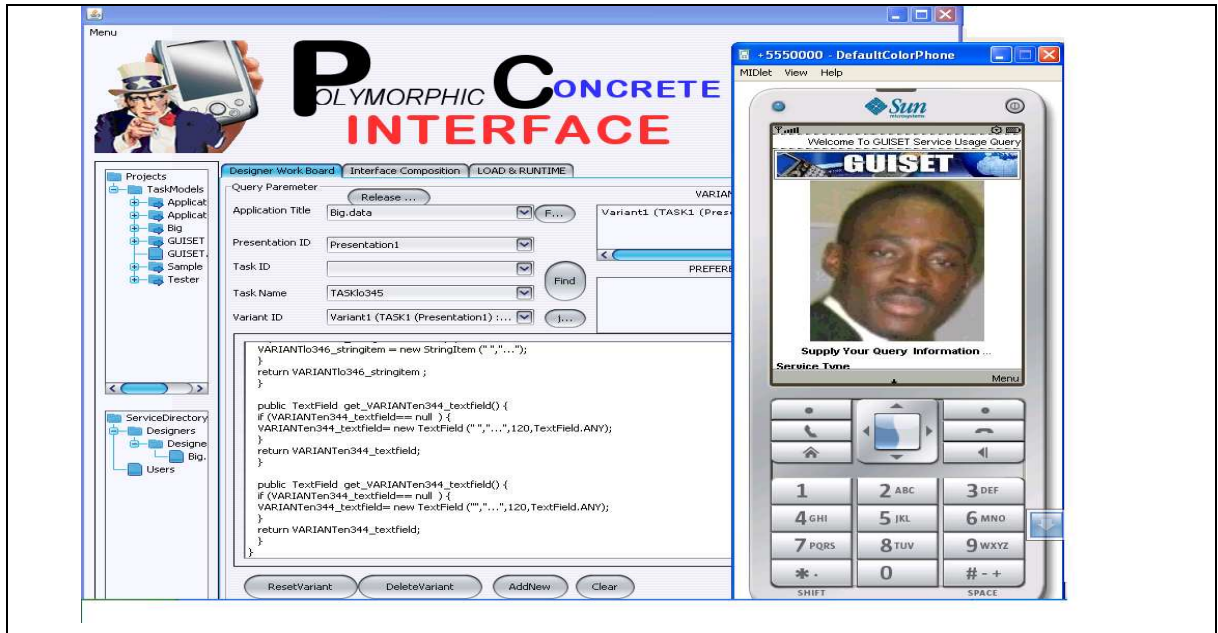 Menu
POLYMORPHIC CONCRETE
INTERFACE
Projects
TaskModels
Applicat
Applicat
Big
GUISET
GUISET.
Sample
Tester
ServiceDirectory
Designers
Designe
Big.
Users
Designer Work Board
Interface Composition
LOAD & RUNTIME
Query Paremeter
Release ...
Application Title
Big.data
F...
Presentation ID
Presentation1
Task ID
Find
Task Name
TASKlo345
Variant ID
Variant1 (TASK1 (Presentation1) :...
j...
VARIAN
Variant1 (TASK1 (Pres
PREFERE
VARIANTlo346_stringitem = new StringItem (" ","...");
}
return VARIANTlo346_stringitem ;
}
public TextField get_VARIANTen344_textfield() {
if (VARIANTen344_textfield== null ) {
VARIANTen344_textfield= new TextField (" ","...",120,TextField.ANY);
}
return VARIANTen344_textfield;
}
public TextField get_VARIANTen344_textfield() {
if (VARIANTen344_textfield== null ) {
VARIANTen344_textfield= new TextField ("","...",120,TextField.ANY);
}
return VARIANTen344_textfield;
}
}
ResetVariant
DeleteVariant
AddNew
Clear
+5550000 - DefaultColorPhone
MIDlet View Help
Sun
microsystems
Welcome To GUISET Service Usage Query
GUISET
Supply Your Query Information ...
Service Type
Menu
1
2 ABC
3 DEF
4 GHI
5 JKL
6 MNO
7 PQRS
8 TUV
9 WXYZ
* .
0
# - +
SHIFT
SPACE